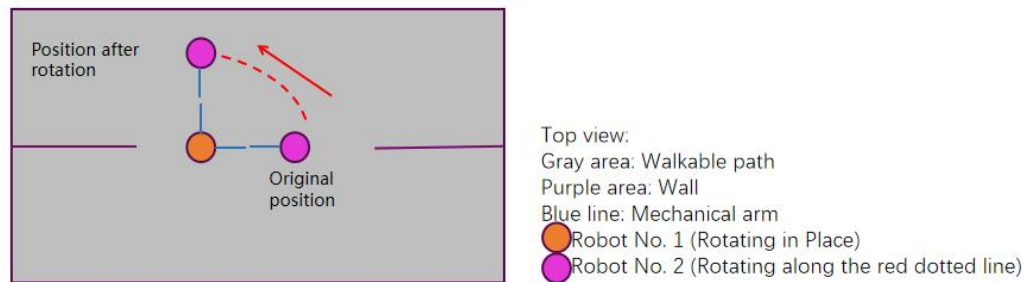 Position after
rotation
Original
position
Top view:
Gray area: Walkable path
Purple area: Wall
Blue line: Mechanical arm
Robot No. 1 (Rotating in Place)
Robot No. 2 (Rotating along the red dotted line)